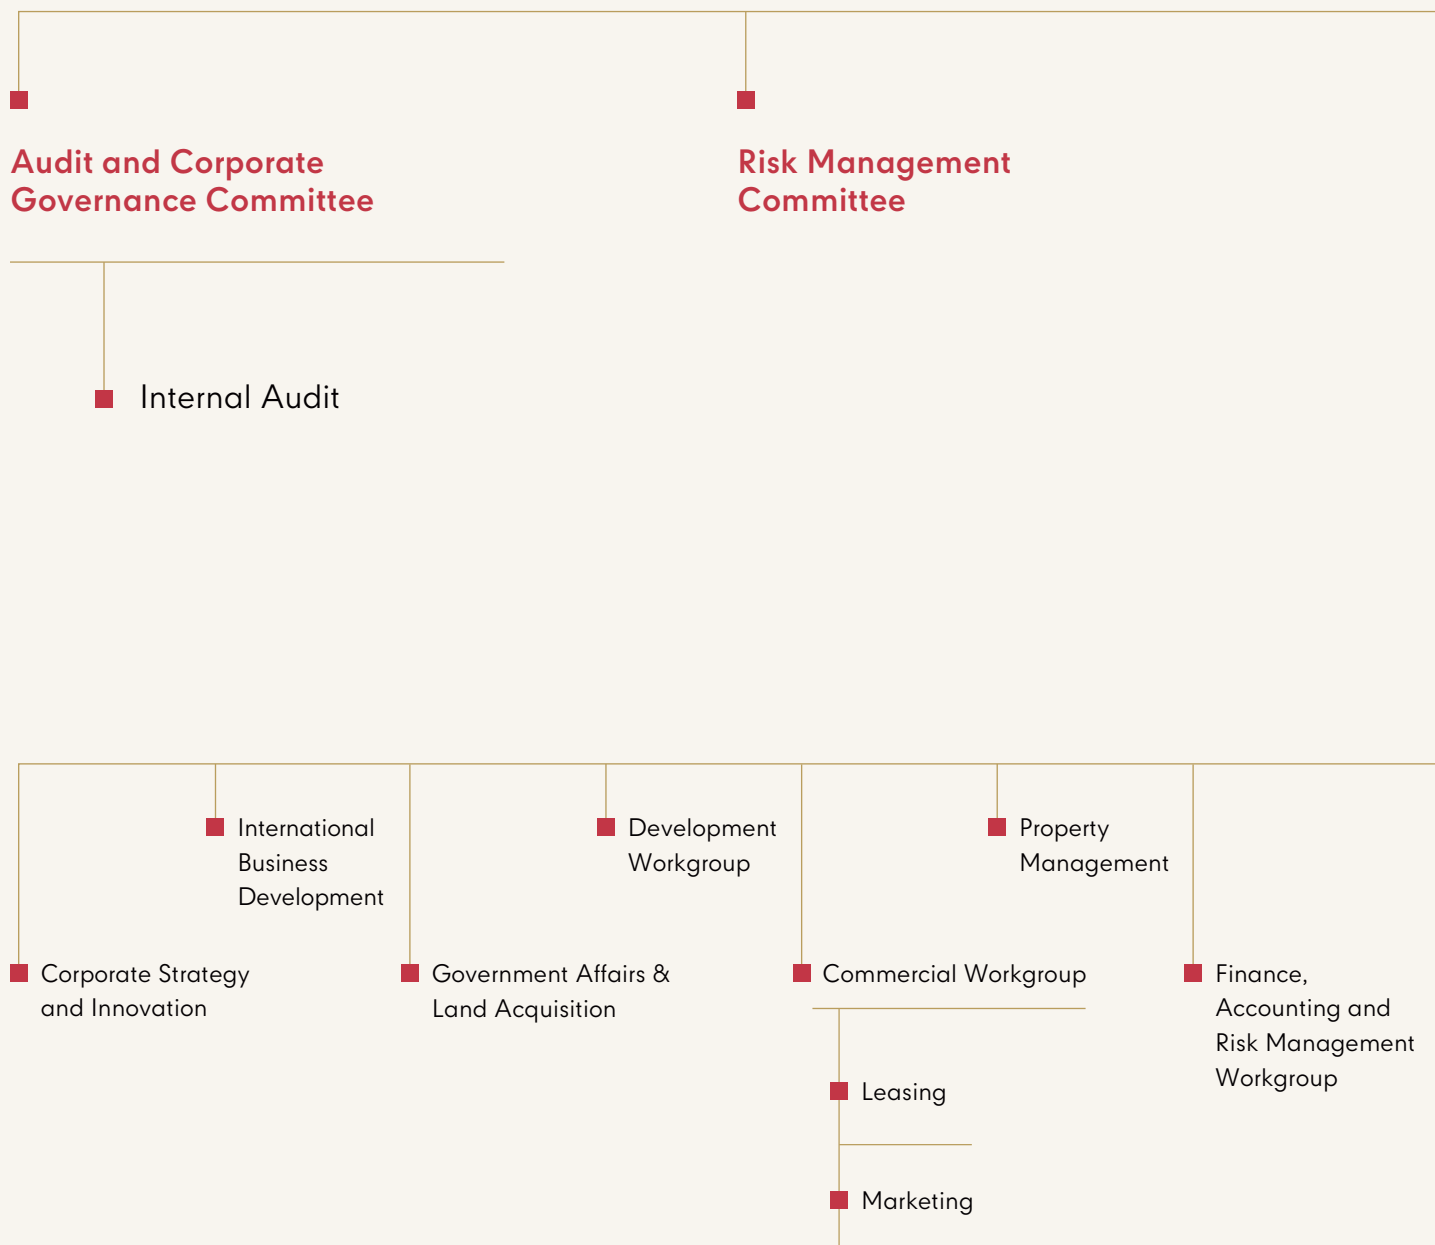 Audit and Corporate
Governance Committee
Risk Management
Committee
Internal Audit
International
Business
Development
Development
Workgroup
Property
Management
Corporate Strategy
and Innovation
Government Affairs &
Land Acquisition
Commercial Workgroup
Finance,
Accounting and
Risk Management
Workgroup
Leasing
Marketing